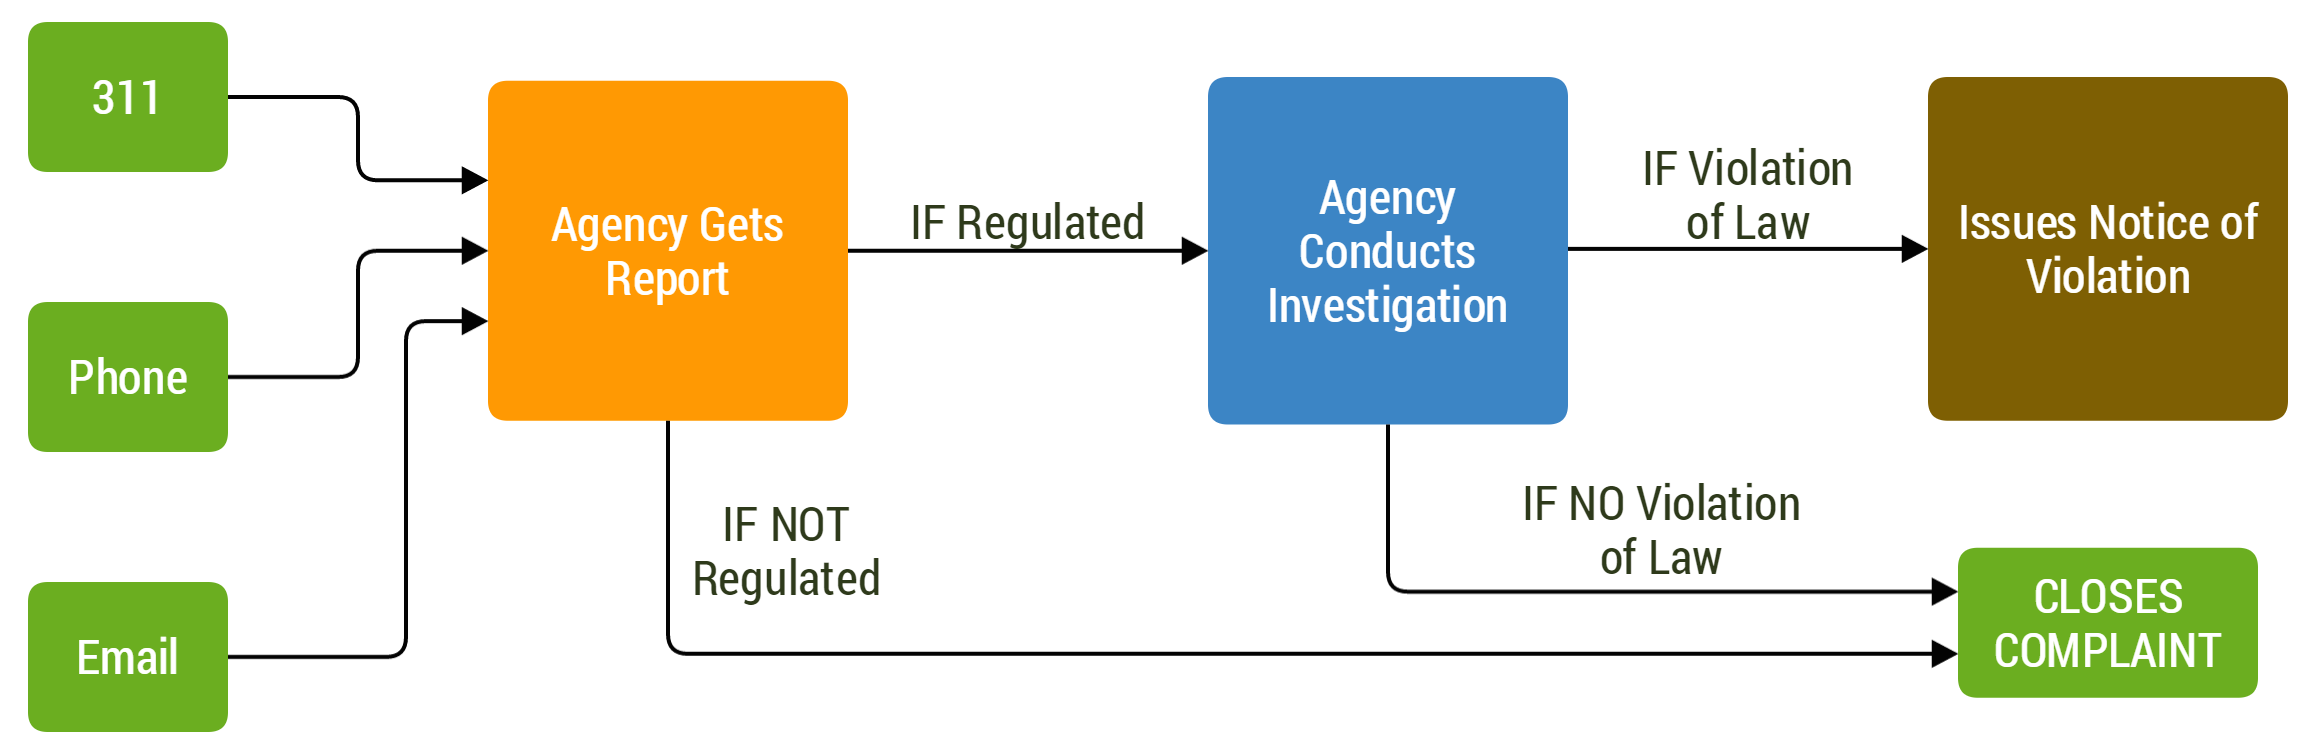 311
Phone
Email
Agency Gets
Report
IF Regulated
IF NOT
Regulated
Agency
Conducts
Investigation
IF Violation
of Law
Issues Notice of
Violation
IF NO Violation
of Law
CLOSES
COMPLAINT